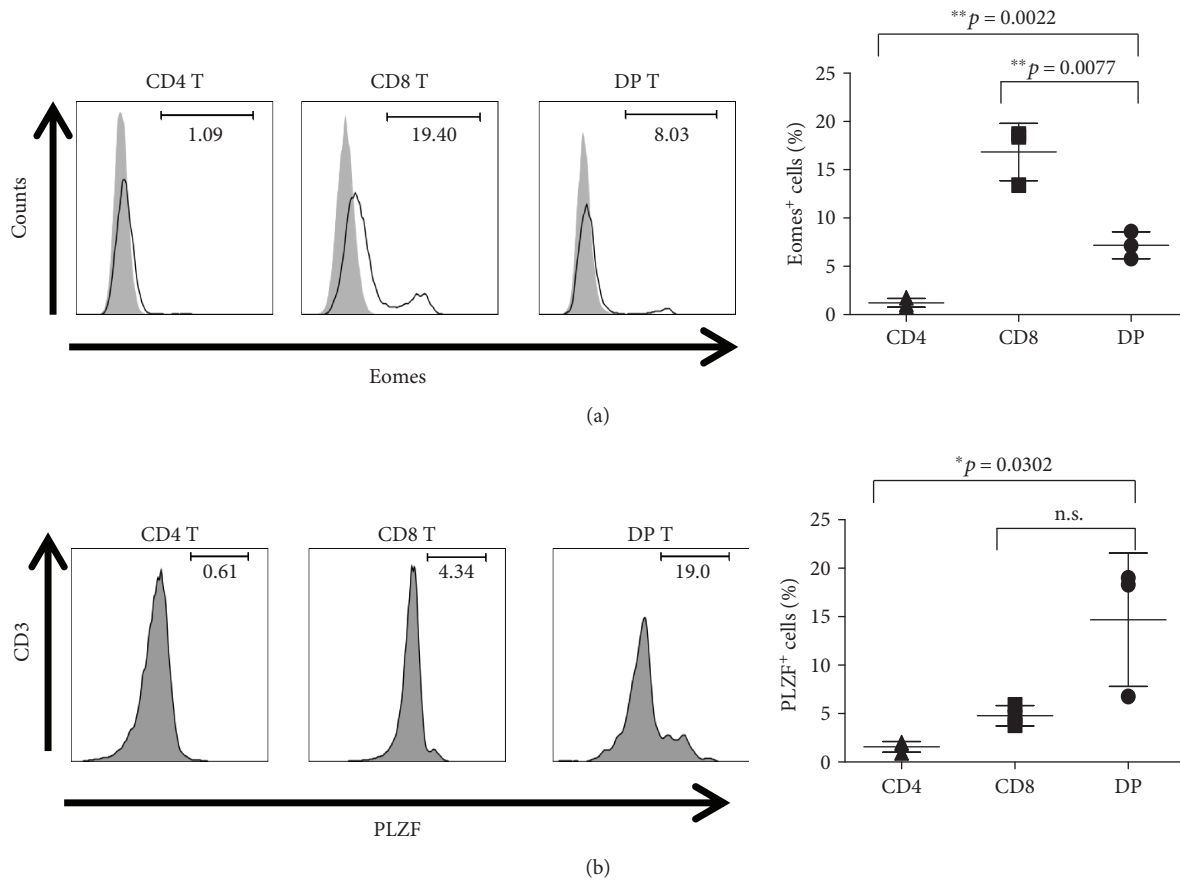 CD4 T
CD8 T
DP T
1.09
19.40
8.03
Counts
Eomes
**p = 0.0022
**p = 0.0077
Eomes+ cells (%)
25
20
15
10
5
0
CD4
CD8
DP
(a)
CD4 T
CD8 T
DP T
0.61
4.34
19.0
CD3
PLZF
*p = 0.0302
n.s.
PLZF+ cells (%)
25
20
15
10
5
0
CD4
CD8
DP
(b)